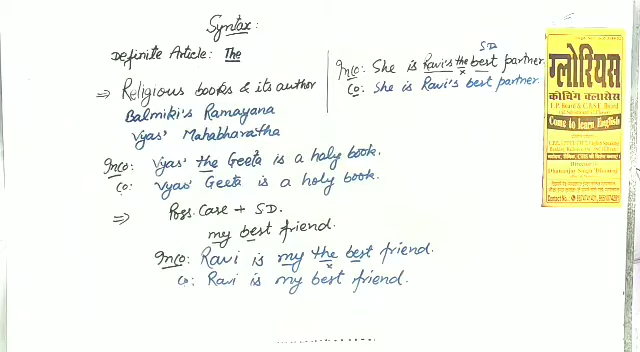 Syntax:
Definite Article: The
⇒ Religious books & its author
Balmiki's Ramayana
Vyas' Mahabharatha
Inco: Vyas' the Geeta is a holy book.
Co: Vyas' Geeta is a holy book.
⇒ Poss. Case + SD.
my best friend.
Inco: Ravi is my the best friend.
x
Co: Ravi is my best friend.
SD
Inco: She is Ravi's the best partner.
x
Co: She is Ravi's best partner.
ग्लोरियस
कोचिंग क्लासेस
U.P. Board & C.B.S.E. Board
Come to learn English